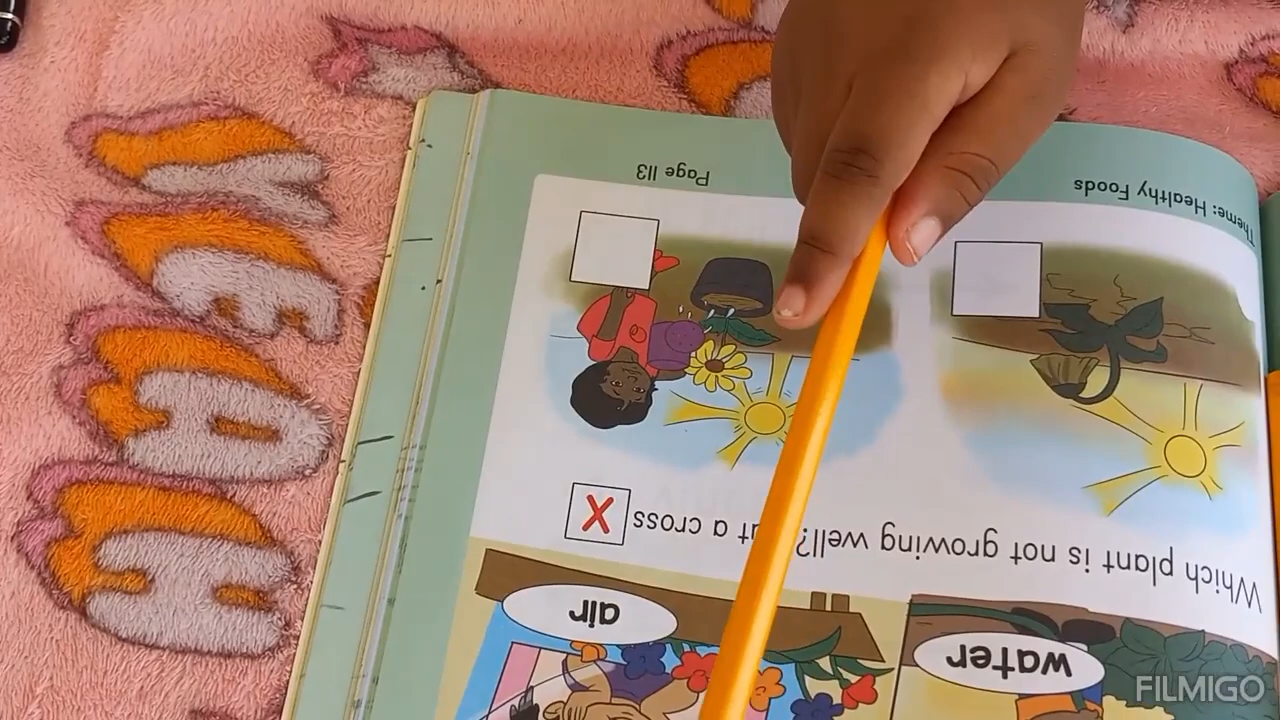 water
air
Which plant is not growing well? Put a cross X
Theme: Healthy Foods
Page 113
FILMIGO